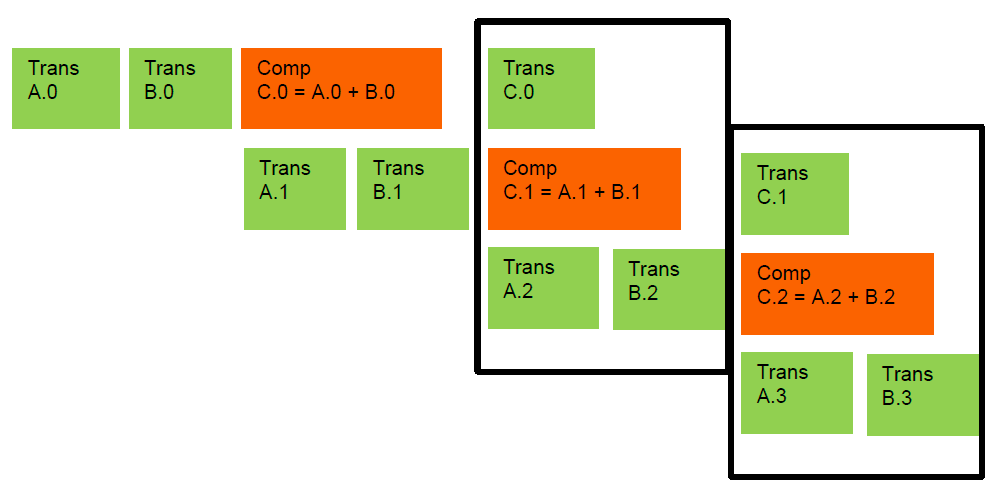 Trans
A.0
Trans
B.0
Comp
C.0 = A.0 + B.0
Trans
C.0
Trans
A.1
Trans
B.1
Comp
C.1 = A.1 + B.1
Trans
C.1
Trans
A.2
Trans
B.2
Comp
C.2 = A.2 + B.2
Trans
A.3
Trans
B.3